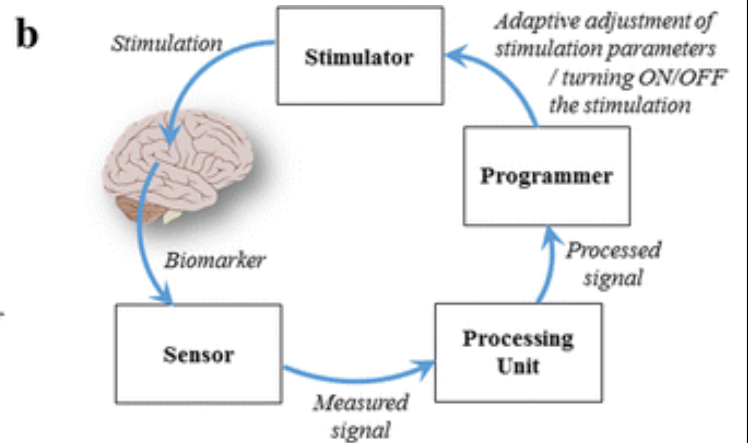 b
Stimulation
Stimulator
Adaptive adjustment of
stimulation parameters
/ turning ON/OFF
the stimulation
Programmer
Processed
signal
Biomarker
Sensor
Processing
Unit
Measured
signal